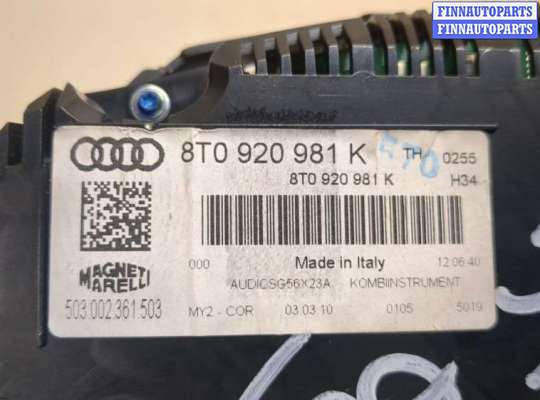 FINNAUTOPARTS
FINNAUTOPARTS
8T0 920 981 K TH 0255
8T0 920 981 K H34
000 Made in Italy 12:06:40
MAGNETI MARELLI
AUDICSG56X23A KOMBIINSTRUMENT
503.002.361.503 MY2 - COR 03.03.10 0105 5019